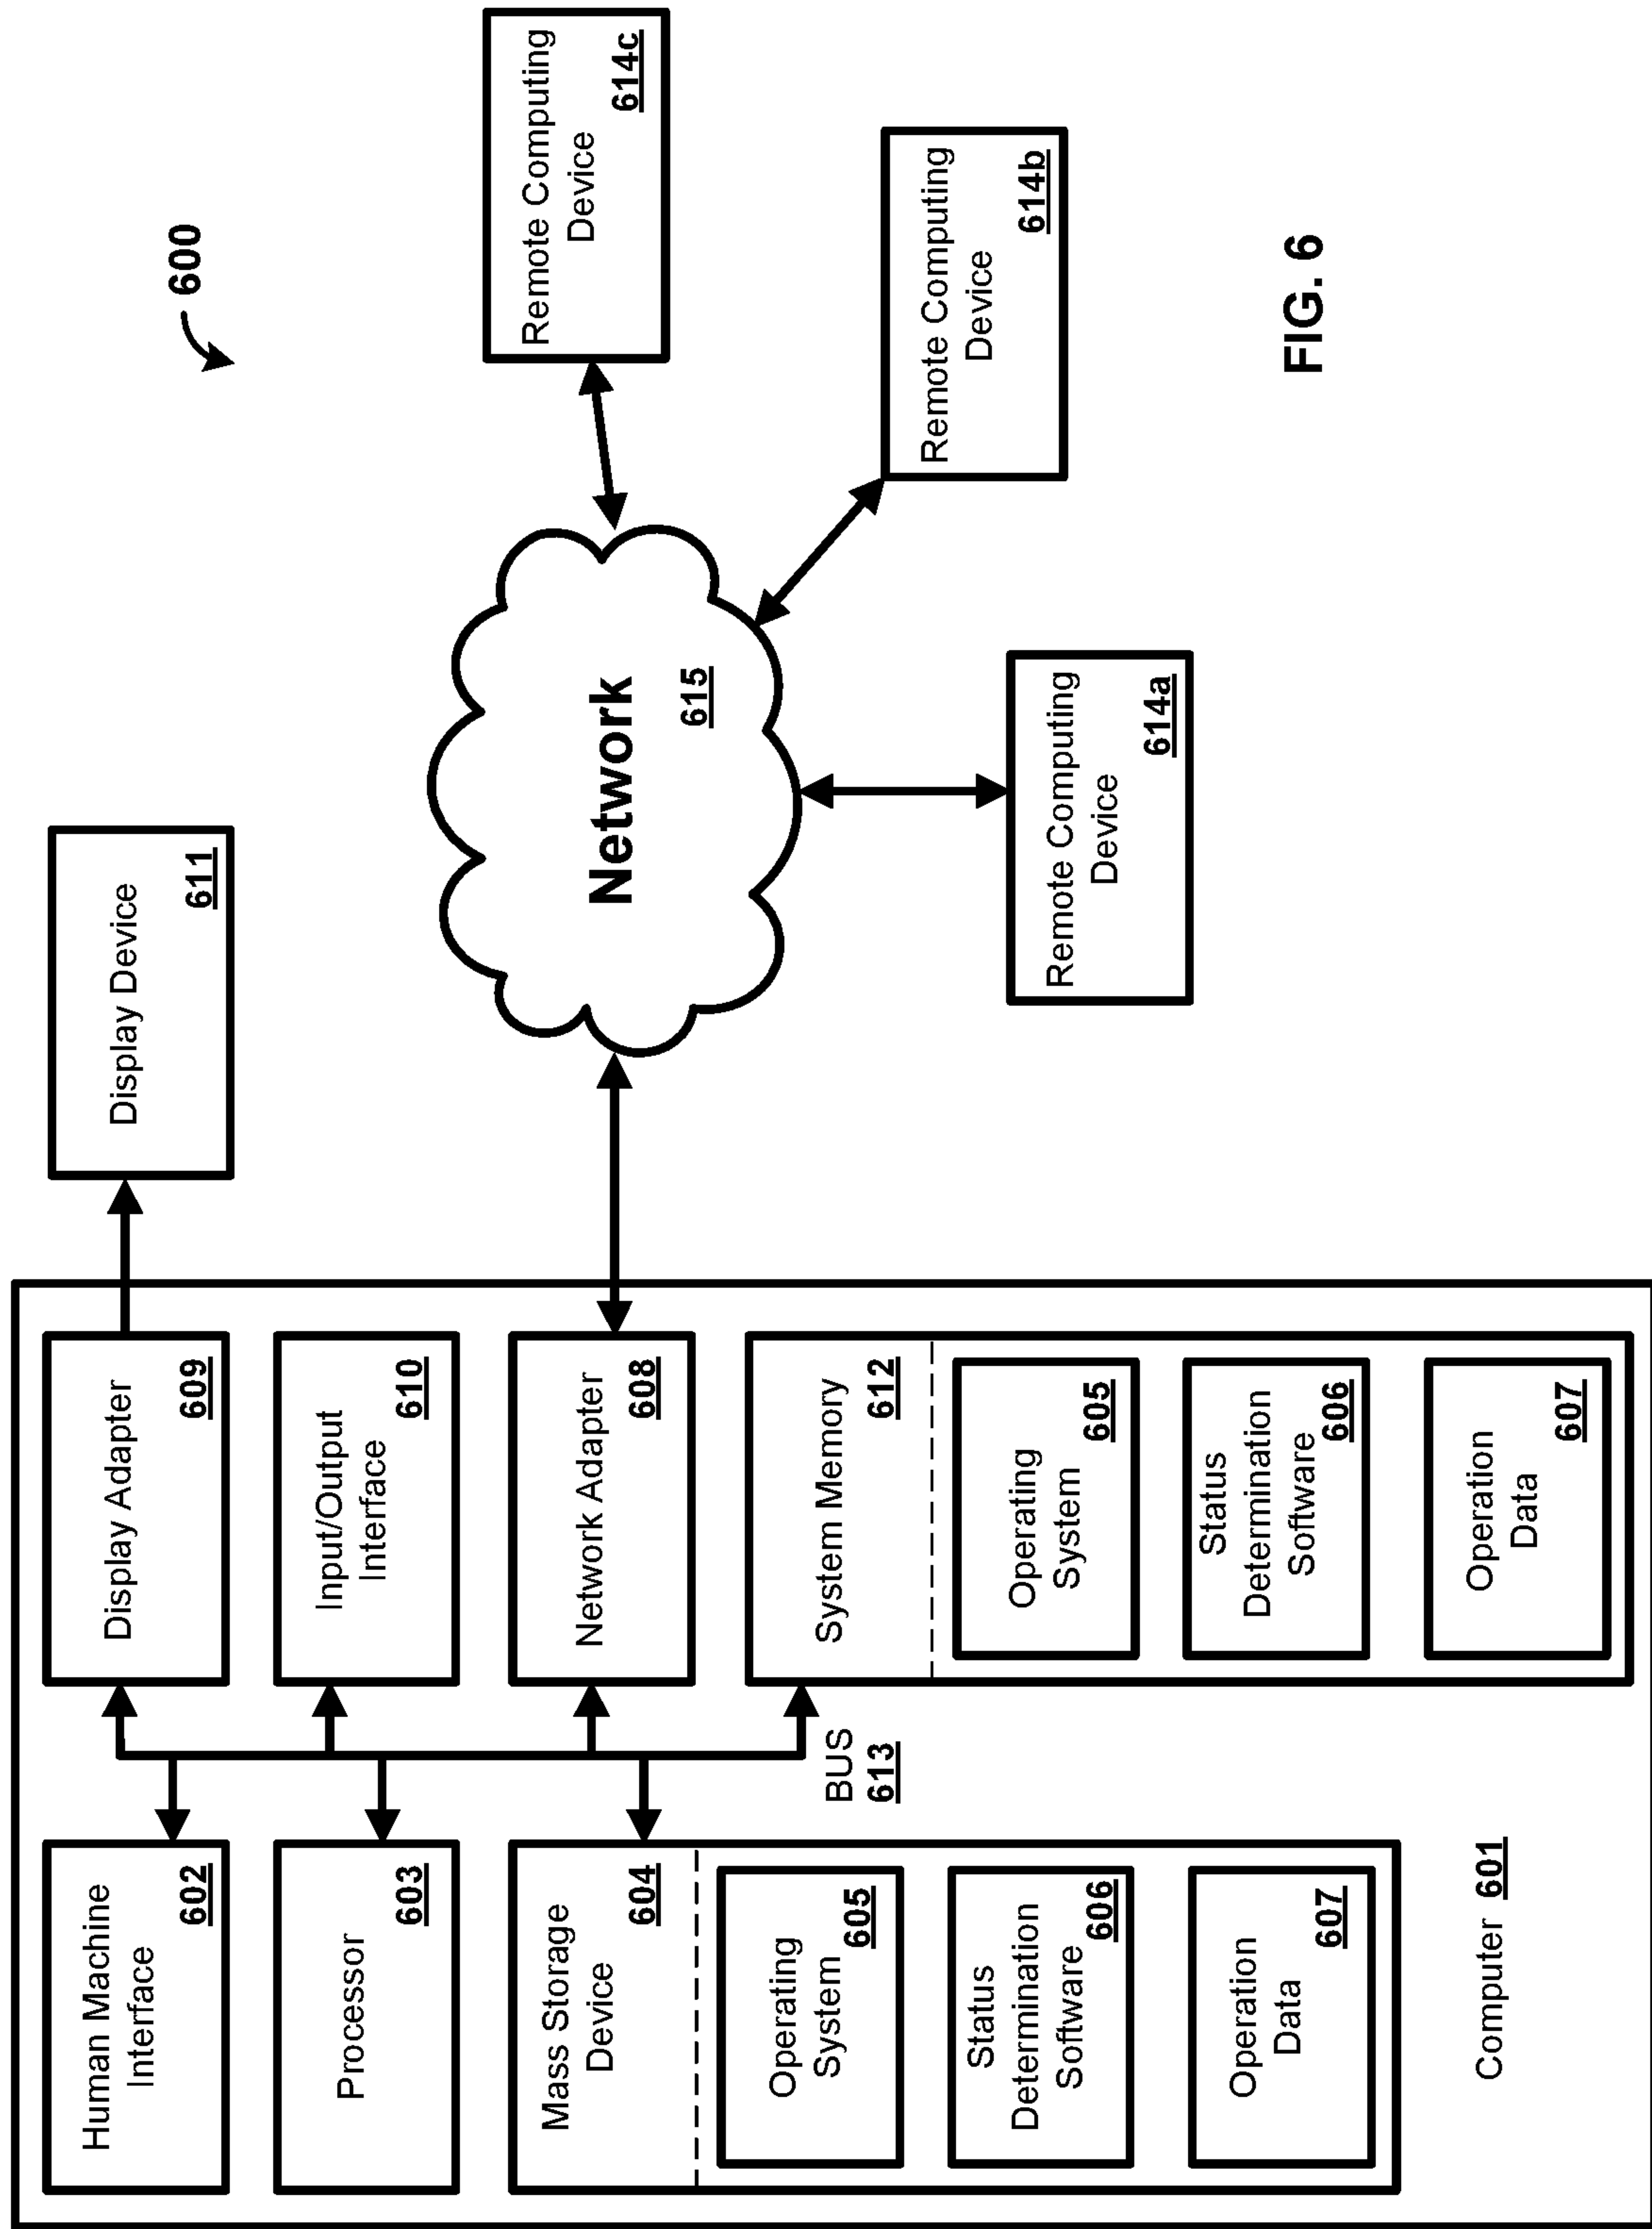 600
Human Machine
Interface
602
Processor
603
Mass Storage
Device
604
Operating
System
605
Status
Determination
Software
606
Operation
Data
607
Display Adapter
609
Input/Output
Interface
610
Network Adapter
608
System Memory
612
Operating
System
605
Status
Determination
Software
606
Operation
Data
607
BUS
613
Computer 601
Display Device
611
Network
615
Remote Computing
Device
614a
Remote Computing
Device
614b
Remote Computing
Device
614c
FIG. 6